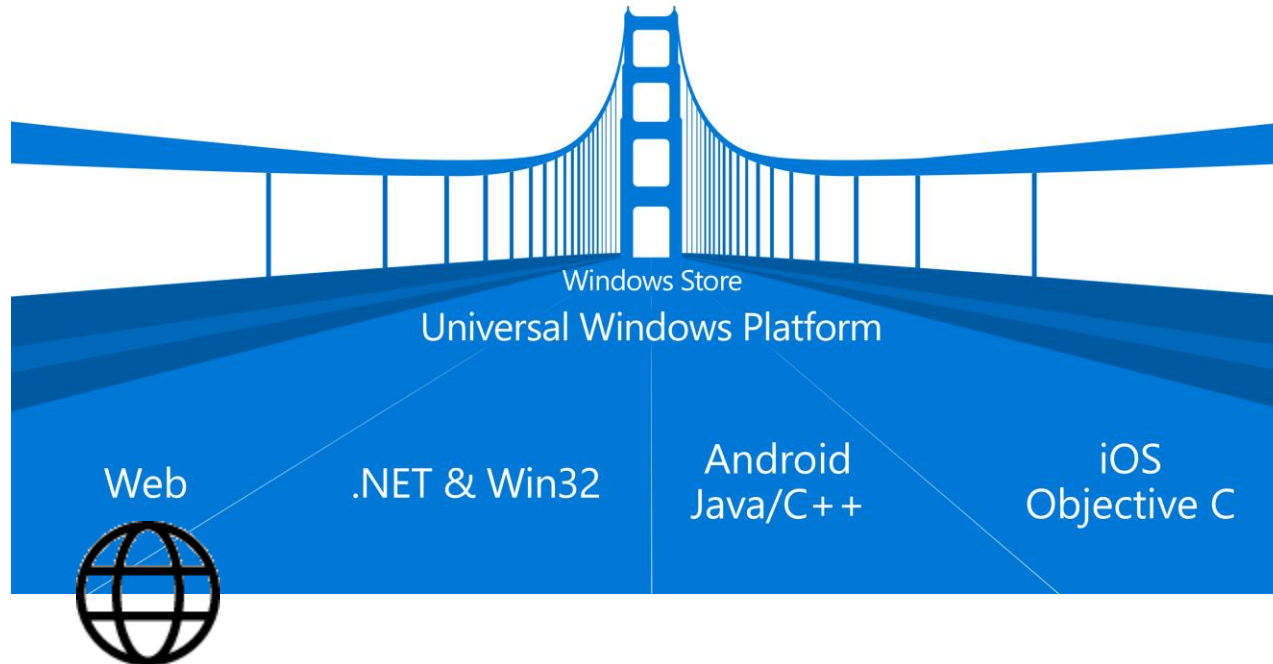 Windows Store
Universal Windows Platform
Web
.NET & Win32
Android
Java/C++
iOS
Objective C